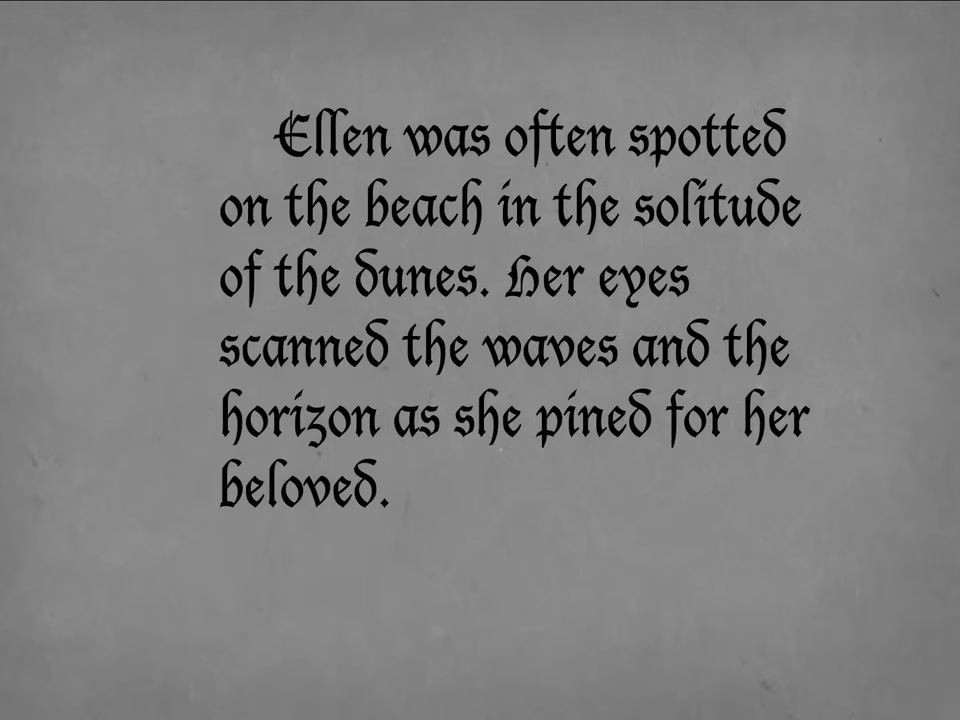 Ellen was often spotted
on the beach in the solitude
of the dunes. Her eyes
scanned the waves and the
horizon as she pined for her
beloved.